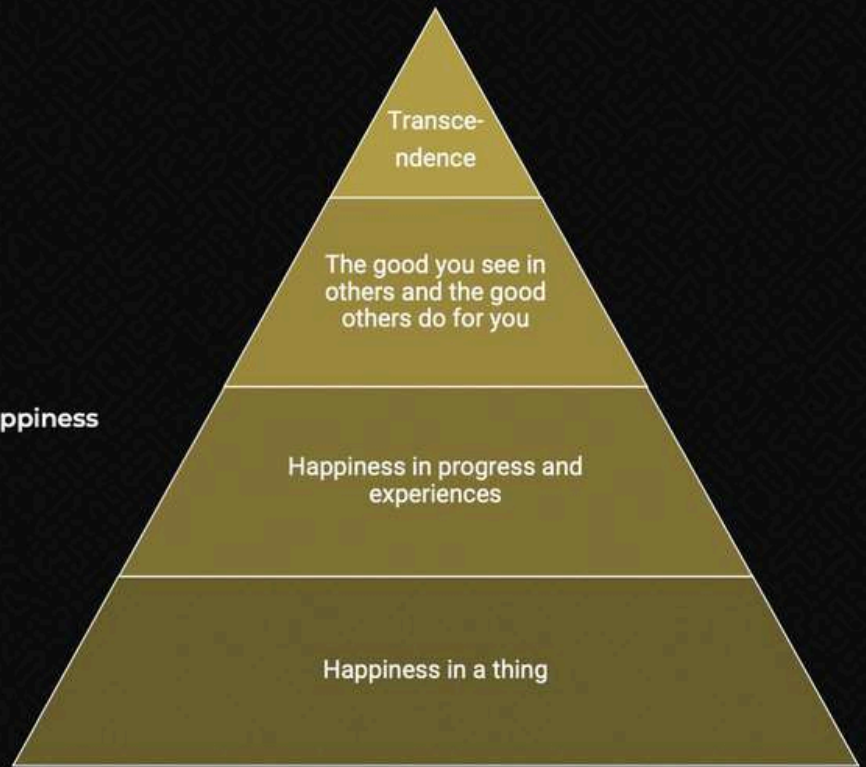 Transce-
ndence
The good you see in
others and the good
others do for you
ppiness
Happiness in progress and
experiences
Happiness in a thing